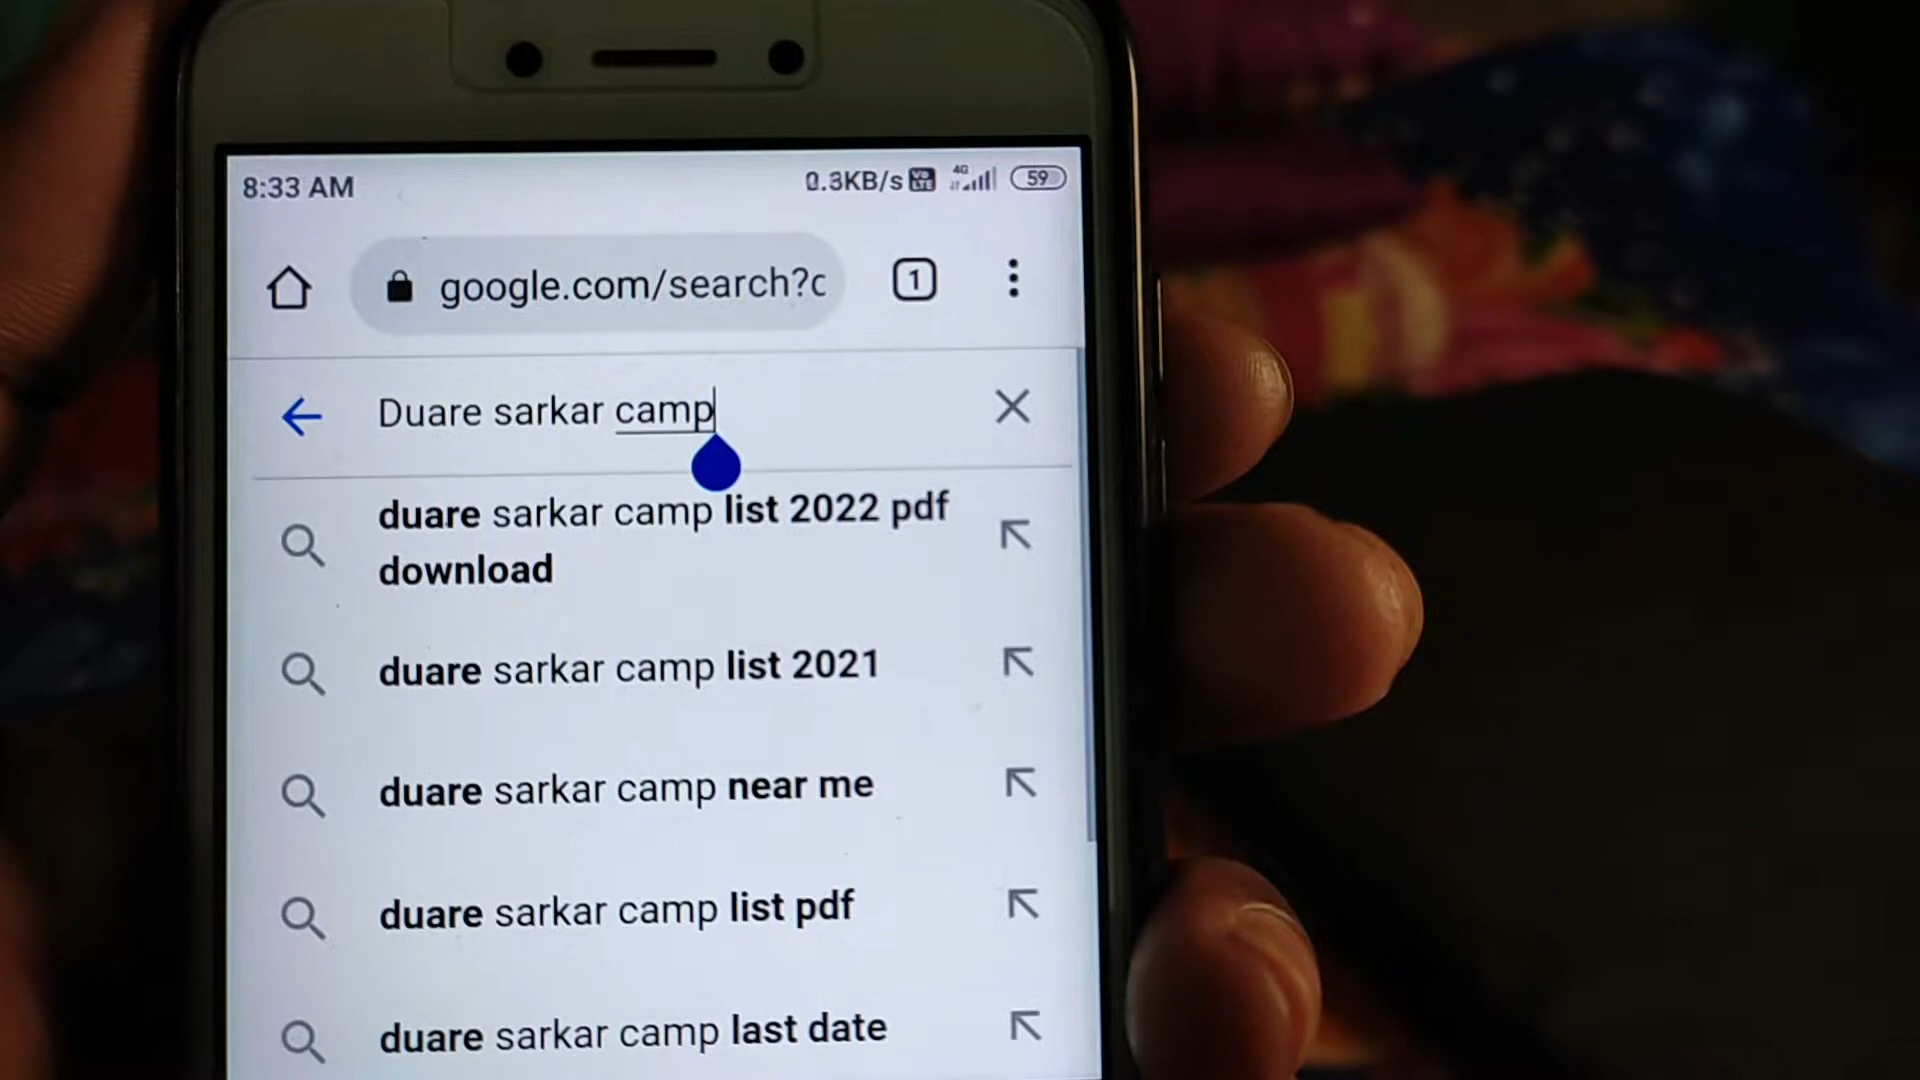 8:33 AM 0.3KB/s VO LTE 4G 59
google.com/search?c 1
Duare sarkar camp
duare sarkar camp list 2022 pdf
download
duare sarkar camp list 2021
duare sarkar camp near me
duare sarkar camp list pdf
duare sarkar camp last date